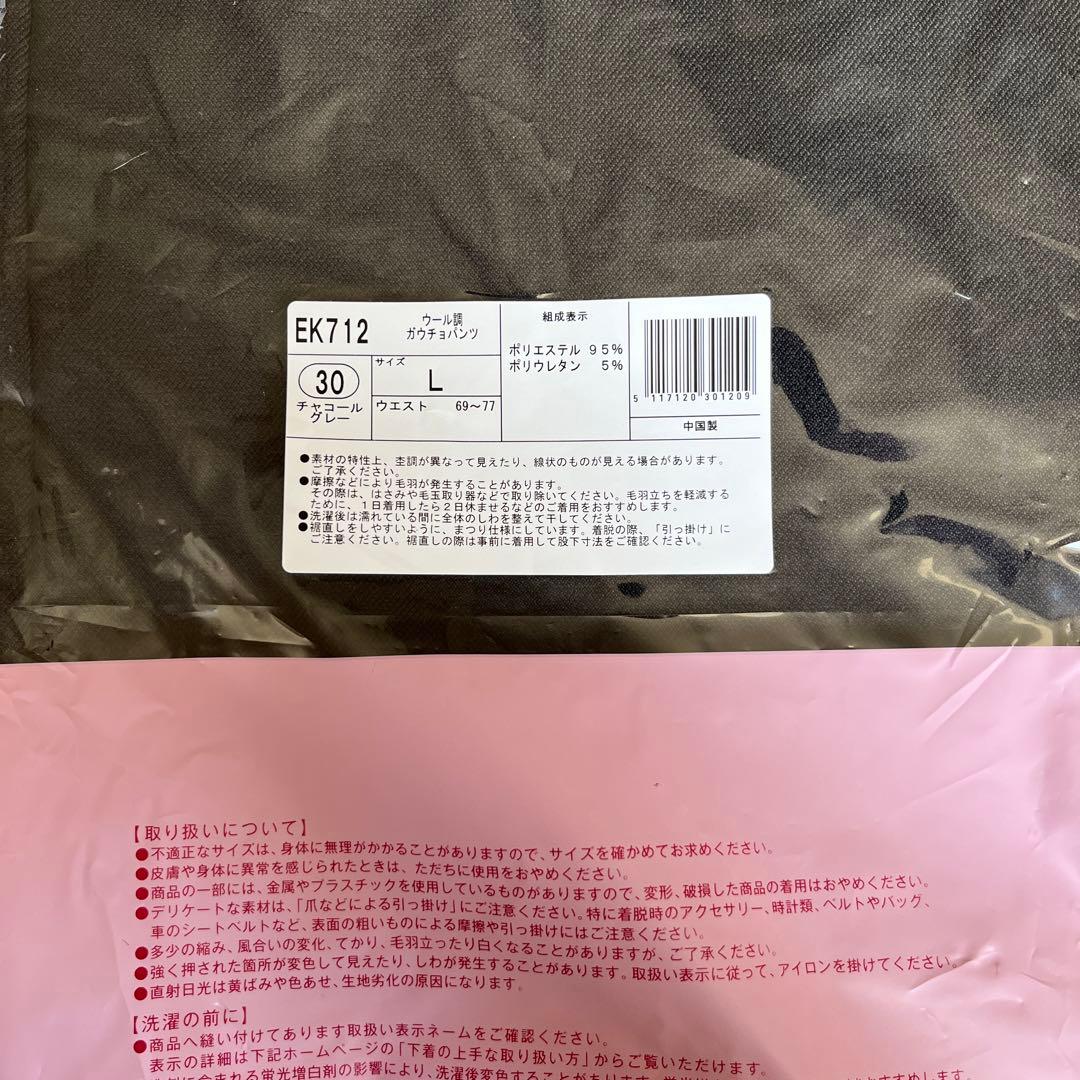 EK712
ウール調
ガウチョパンツ
30
チャコール
グレー
サイズ
L
ウエスト 69～77
組成表示
ポリエステル 95%
ポリウレタン 5%
5 117120 301209
中国製
●素材の特性上、杢調が異なって見えたり、線状のものが見える場合があります。
ご了承ください。
●摩擦などにより毛羽が発生することがあります。
その際は、はさみや毛玉取り器などで取り除いてください。毛羽立ちを軽減する
ために、1日着用したら2日休ませるなどのご着用をおすすめします。
●洗濯後は濡れている間に全体のしわを整えて干してください。
●裾直しをしやすいように、まつり仕様にしています。着脱の際、「引っ掛け」に
ご注意ください。裾直しの際は事前に着用して股下寸法をご確認ください。
【取り扱いについて】
●不適正なサイズは、身体に無理がかかることがありますので、サイズを確かめてお求めください。
●皮膚や身体に異常を感じられたときは、ただちに使用をおやめください。
●商品の一部には、金属やプラスチックを使用しているものがありますので、変形、破損した商品の着用はおやめください。
●デリケートな素材は、「爪などによる引っ掛け」にご注意ください。特に着脱時のアクセサリー、時計類、ベルトやバッグ、
車のシートベルトなど、表面の粗いものによる摩擦や引っ掛けにはご注意ください。
●多少の縮み、風合いの変化、てかり、毛羽立ったり白くなることがありますが、ご了承ください。
●強く押された箇所が変色して見えたり、しわが発生することがあります。取扱い表示に従って、アイロンを掛けてください。
●直射日光は黄ばみや色あせ、生地劣化の原因になります。
【洗濯の前に】
●商品へ縫い付けてあります取扱い表示ネームをご確認ください。
表示の詳細は下記ホームページの「下着の上手な取り扱い方」からご覧いただけます。
含まれる蛍光増白剤の影響により、洗濯後変色することがあります。